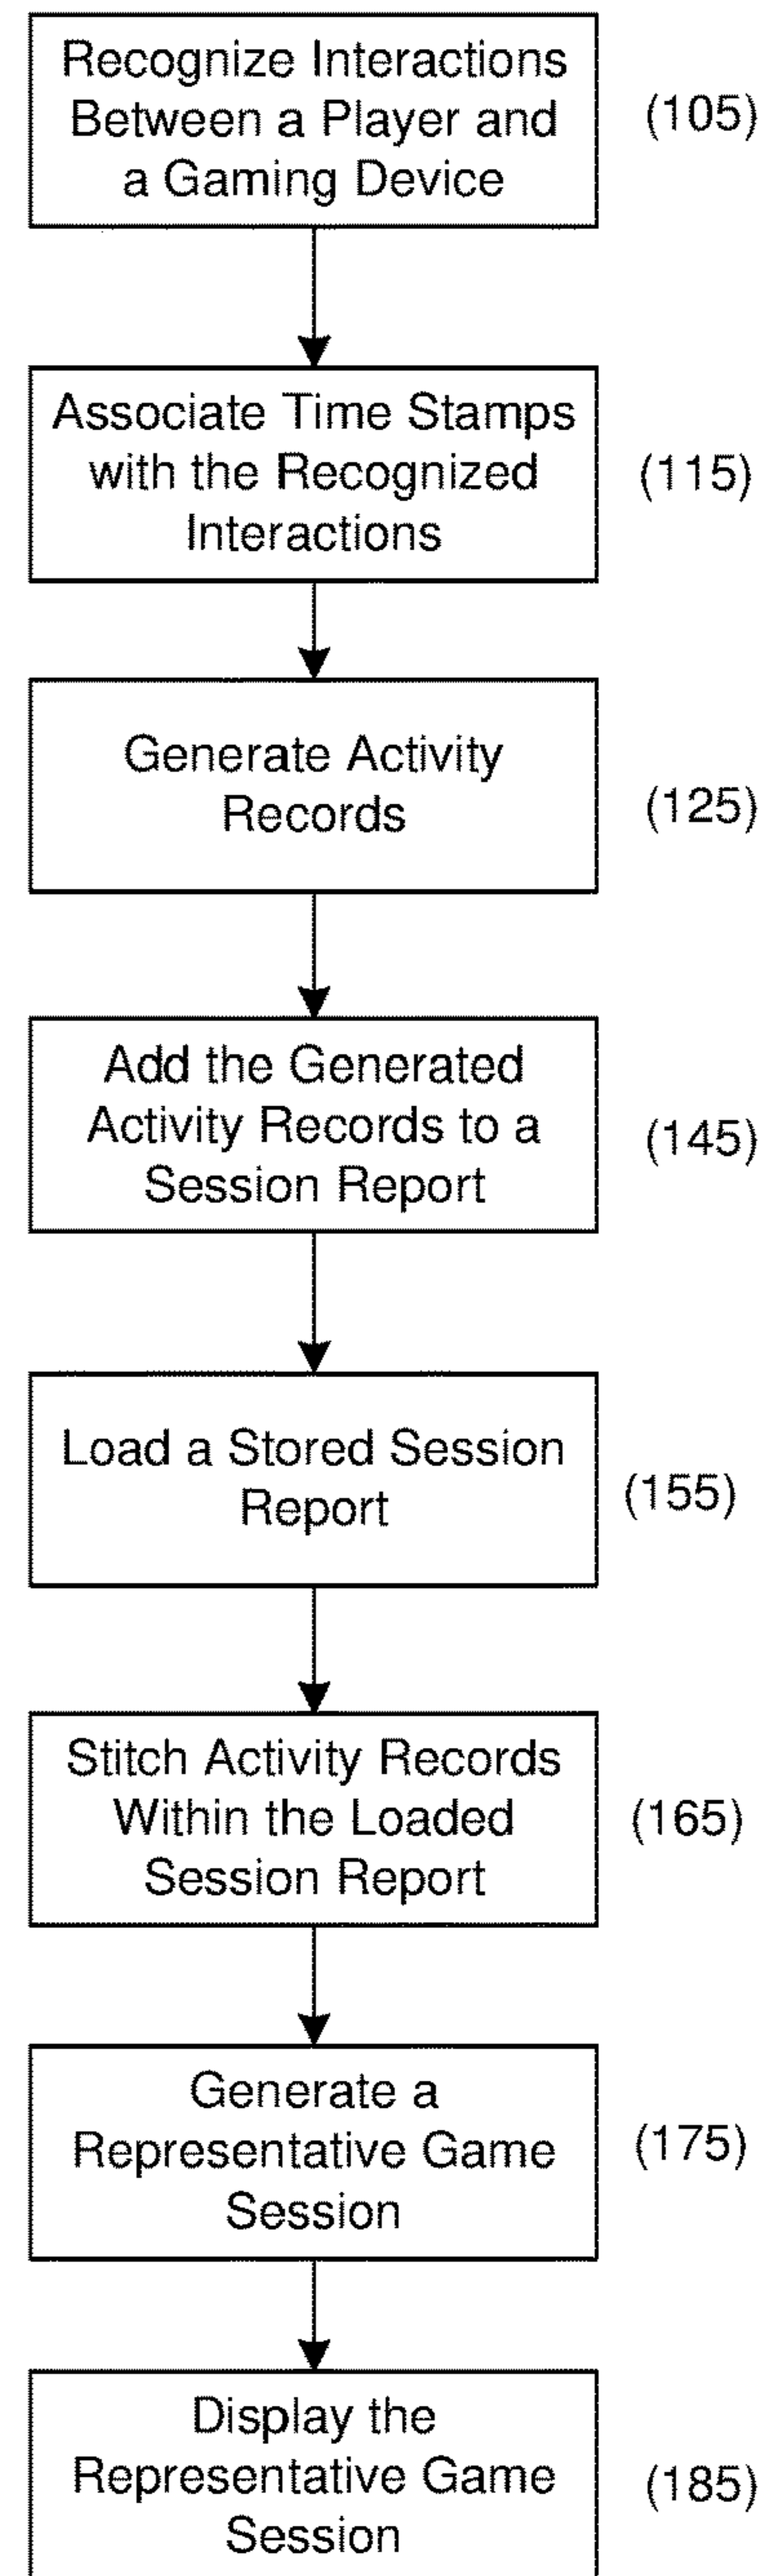 Recognize Interactions
Between a Player and
a Gaming Device
(105)
Associate Time Stamps
with the Recognized
Interactions
(115)
Generate Activity
Records
(125)
Add the Generated
Activity Records to a
Session Report
(145)
Load a Stored Session
Report
(155)
Stitch Activity Records
Within the Loaded
Session Report
(165)
Generate a
Representative Game
Session
(175)
Display the
Representative Game
Session
(185)